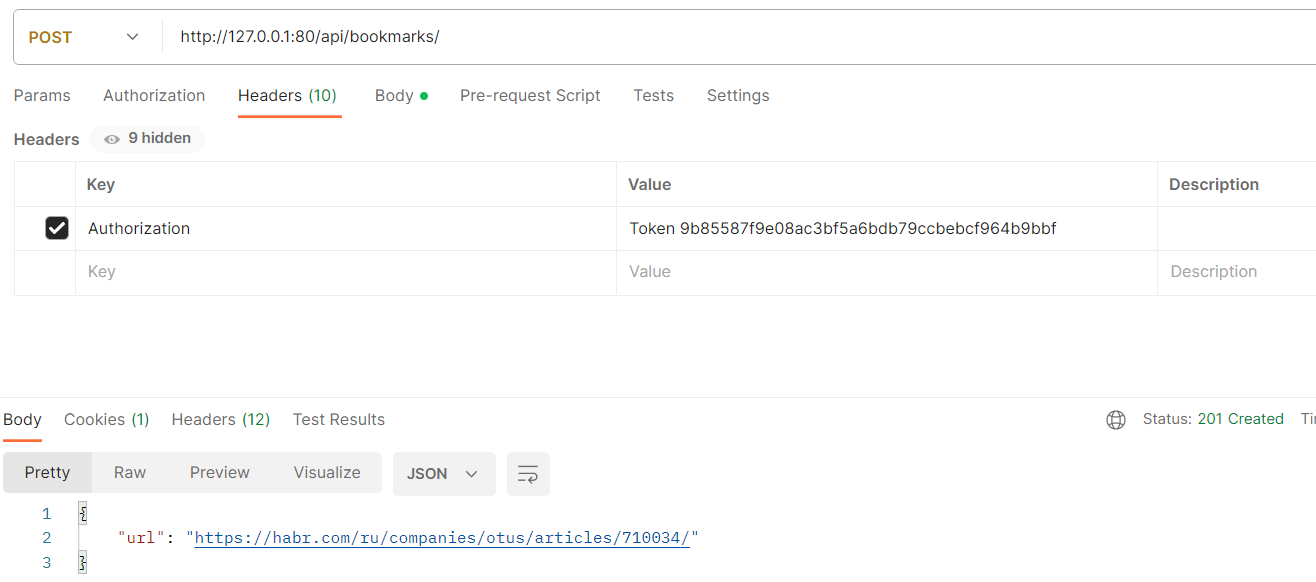 POST http://127.0.0.1:80/api/bookmarks/
Params Authorization Headers (10) Body Pre-request Script Tests Settings
Headers 9 hidden
Key Value Description
Authorization Token 9b85587f9e08ac3bf5a6bdb79ccbebcf964b9bbf
Key Value Description
Body Cookies (1) Headers (12) Test Results Status: 201 Created
Pretty Raw Preview Visualize JSON
1 {
2 "url": "https://habr.com/ru/companies/otus/articles/710034/"
3 }